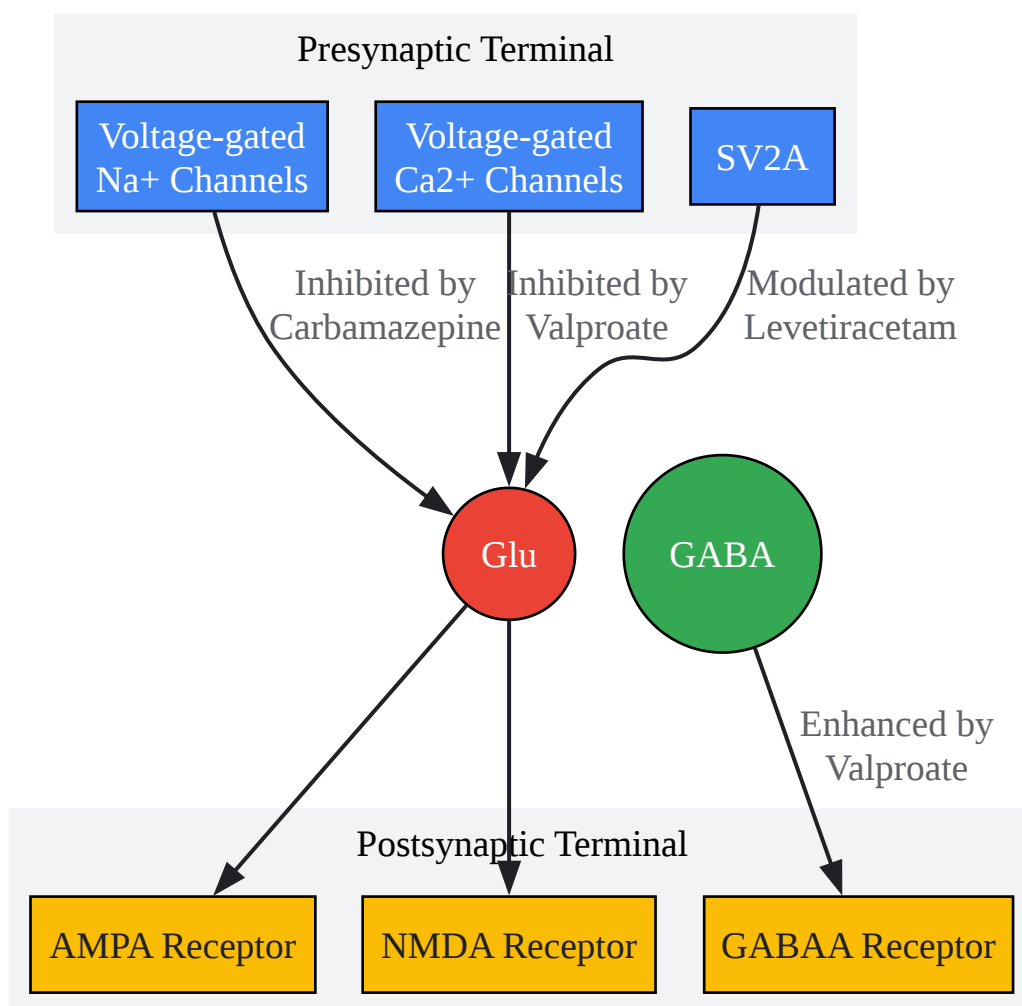 Presynaptic Terminal
Voltage-gated
Na+ Channels
Voltage-gated
Ca2+ Channels
SV2A
Inhibited by
Carbamazepine
Inhibited by
Valproate
Modulated by
Levetiracetam
Glu
GABA
Enhanced by
Valproate
Postsynaptic Terminal
AMPA Receptor
NMDA Receptor
GABAA Receptor